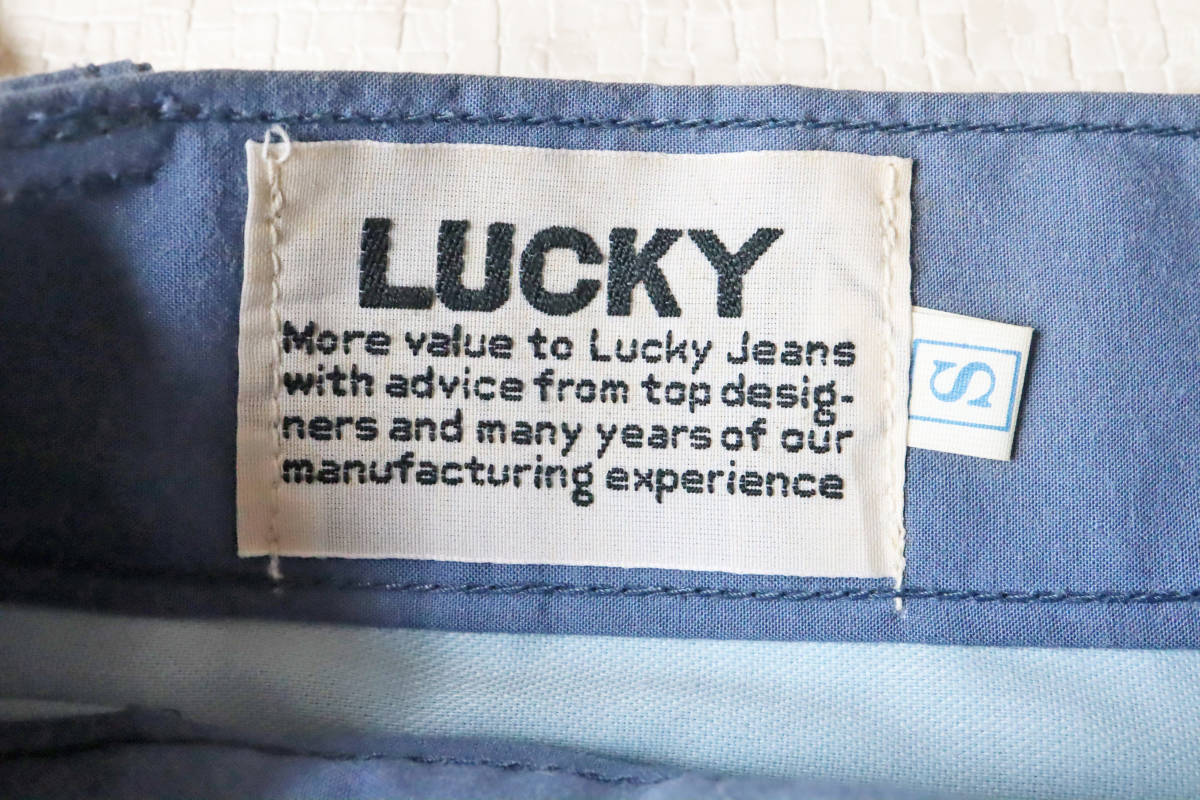 LUCKY
More value to Lucky Jeans
with advice from top desig-
ners and many years of our
manufacturing experience
S